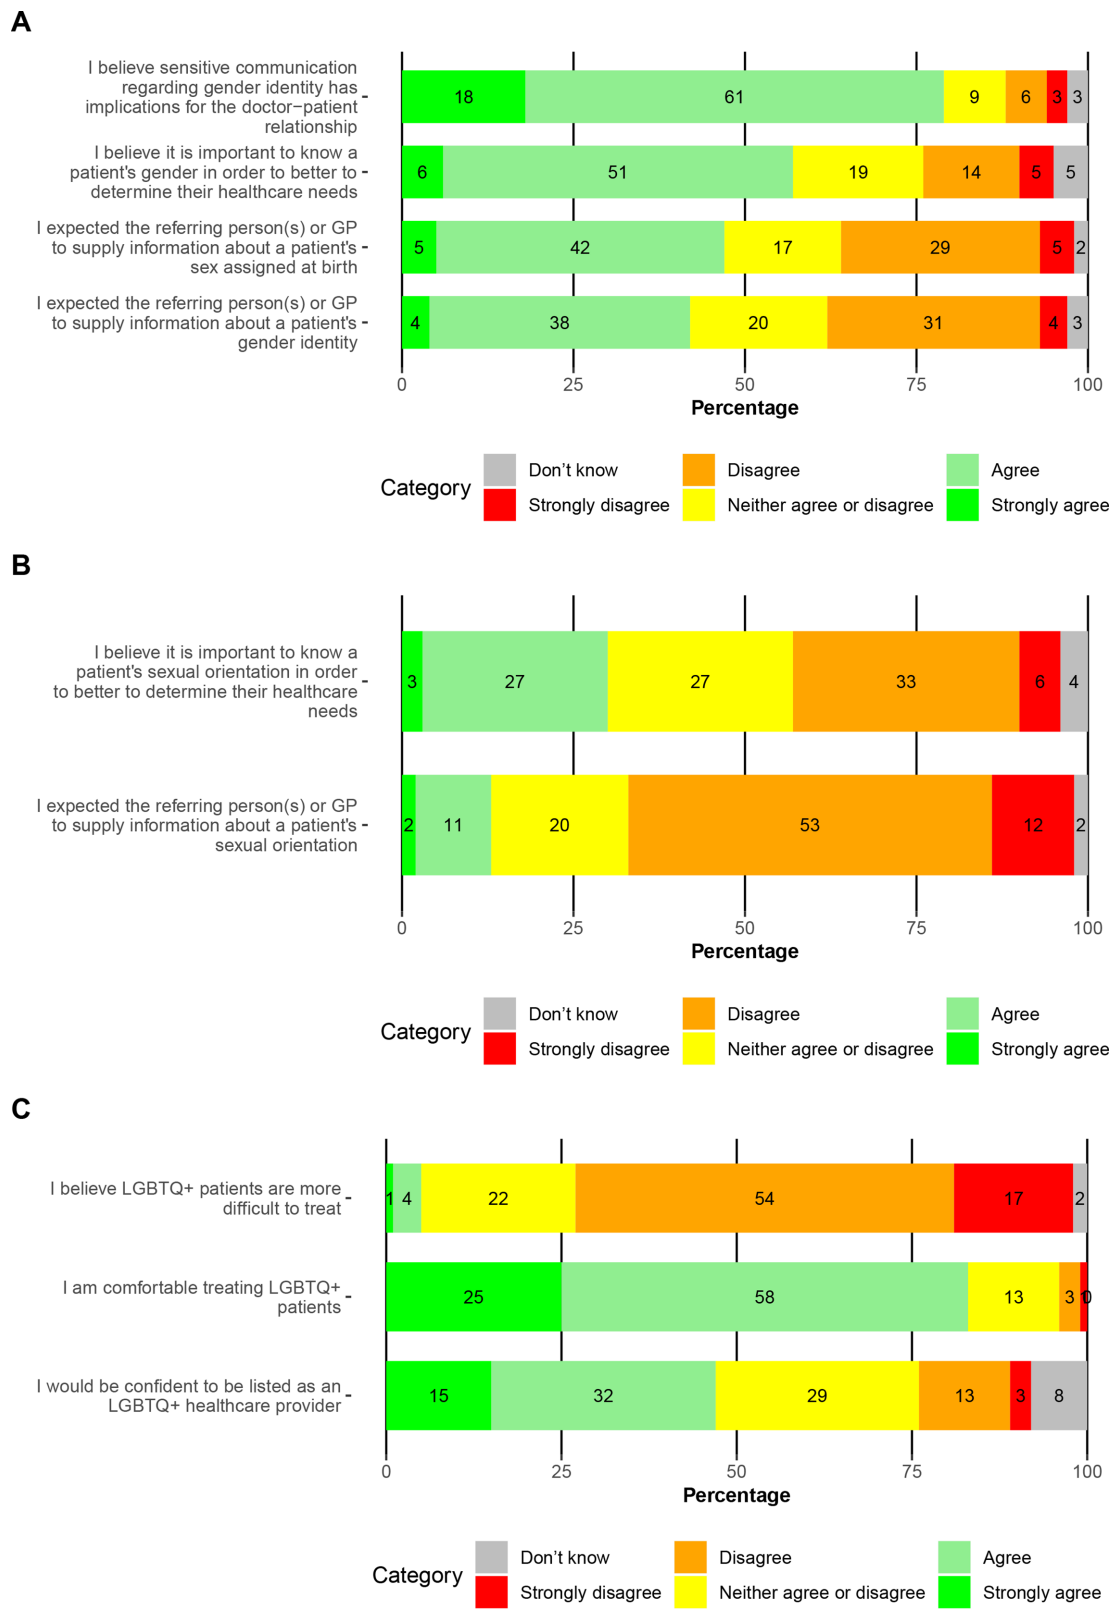 A
I believe sensitive communication
regarding gender identity has
implications for the doctor−patient
relationship
18 61 9 6 3 3
I believe it is important to know a
patient's gender in order to better to
determine their healthcare needs
6 51 19 14 5 5
I expected the referring person(s) or GP
to supply information about a patient's
sex assigned at birth
5 42 17 29 5 2
I expected the referring person(s) or GP
to supply information about a patient's
gender identity
4 38 20 31 4 3
0 25 50 75 100
Percentage
Category
Don't know Disagree Agree
Strongly disagree Neither agree or disagree Strongly agree
B
I believe it is important to know a
patient's sexual orientation in order
to better to determine their healthcare
needs
3 27 27 33 6 4
I expected the referring person(s) or GP
to supply information about a patient's
sexual orientation
2 11 20 53 12 2
0 25 50 75 100
Percentage
Category
Don't know Disagree Agree
Strongly disagree Neither agree or disagree Strongly agree
C
I believe LGBTQ+ patients are more
difficult to treat
1 4 22 54 17 2
I am comfortable treating LGBTQ+
patients
25 58 13 3 1 0
I would be confident to be listed as an
LGBTQ+ healthcare provider
15 32 29 13 3 8
0 25 50 75 100
Percentage
Category
Don't know Disagree Agree
Strongly disagree Neither agree or disagree Strongly agree